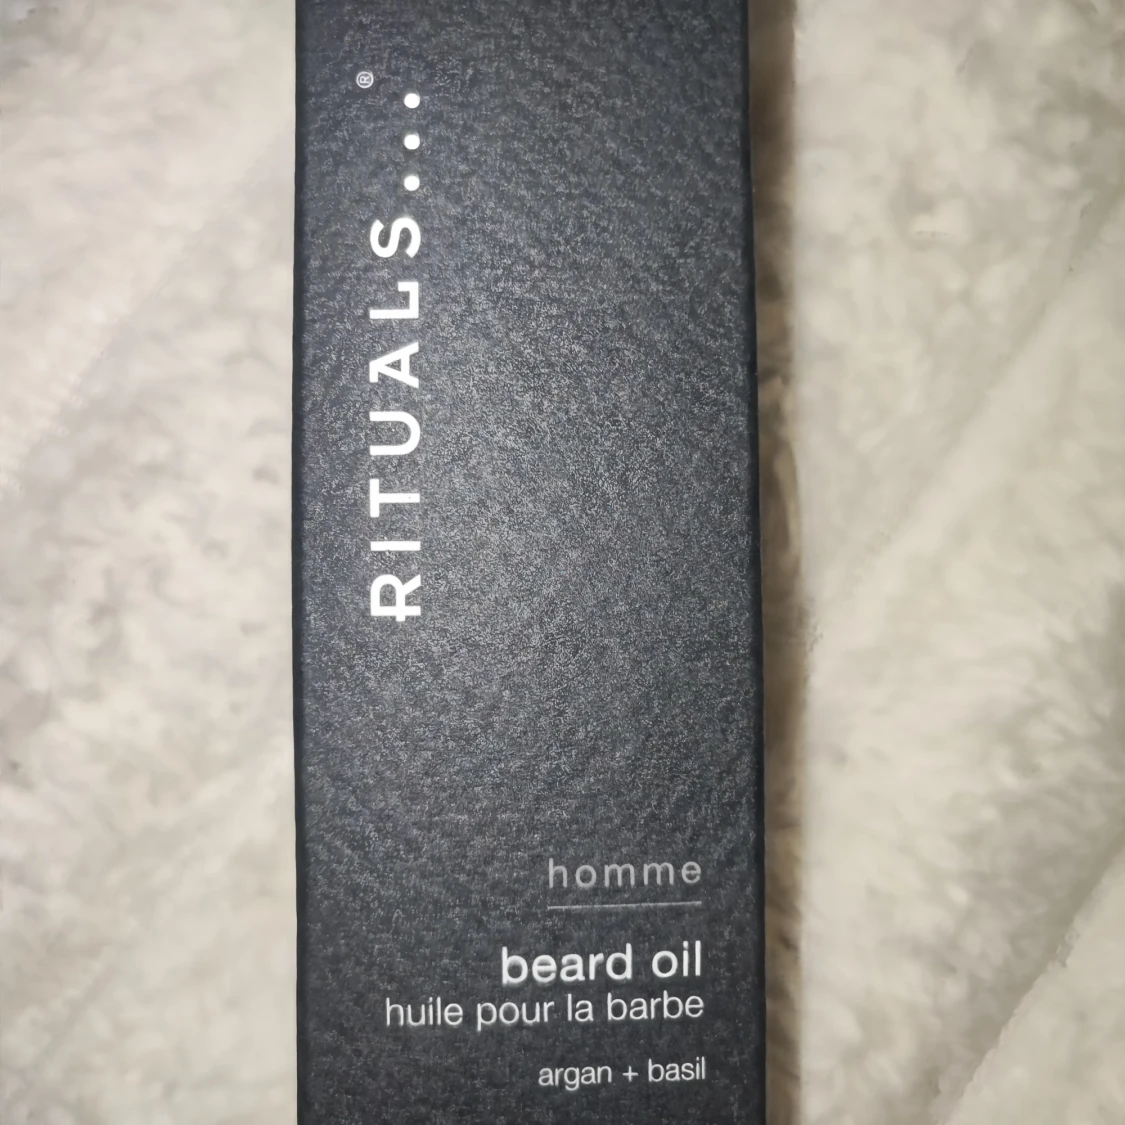 RITUALS...®
homme
beard oil
huile pour la barbe
argan + basil